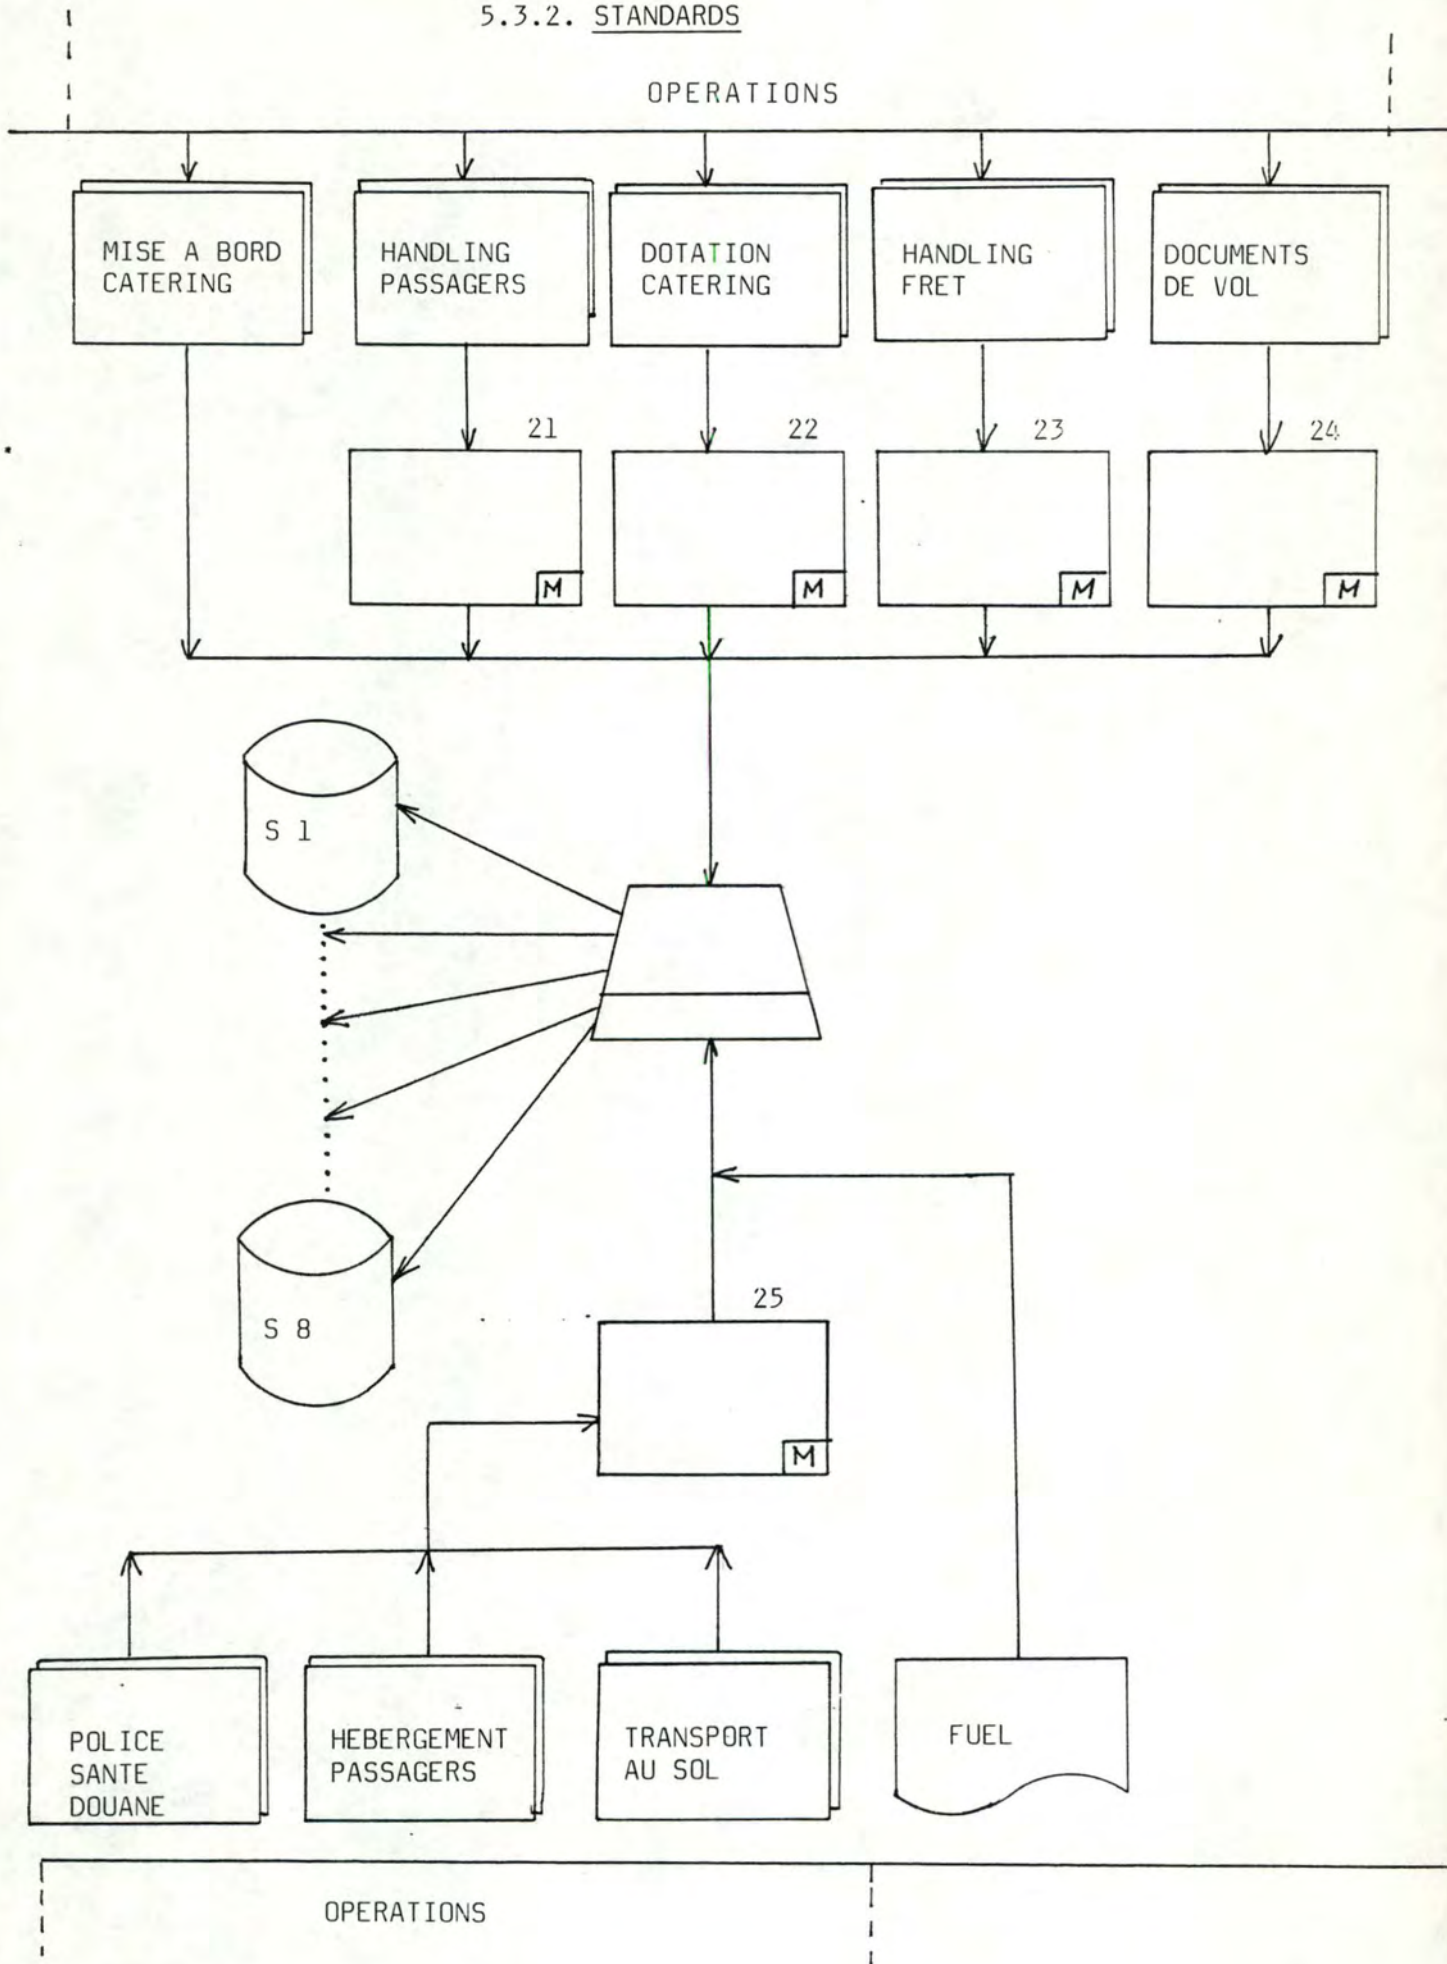 5.3.2. STANDARDS
OPERATIONS
MISE A BORD
CATERING
HANDLING
PASSAGERS
DOTATION
CATERING
HANDLING
FRET
DOCUMENTS
DE VOL
21
22
23
24
M
M
M
M
S 1
S 8
25
M
POLICE
SANTE
DOUANE
HEBERGEMENT
PASSAGERS
TRANSPORT
AU SOL
FUEL
OPERATIONS